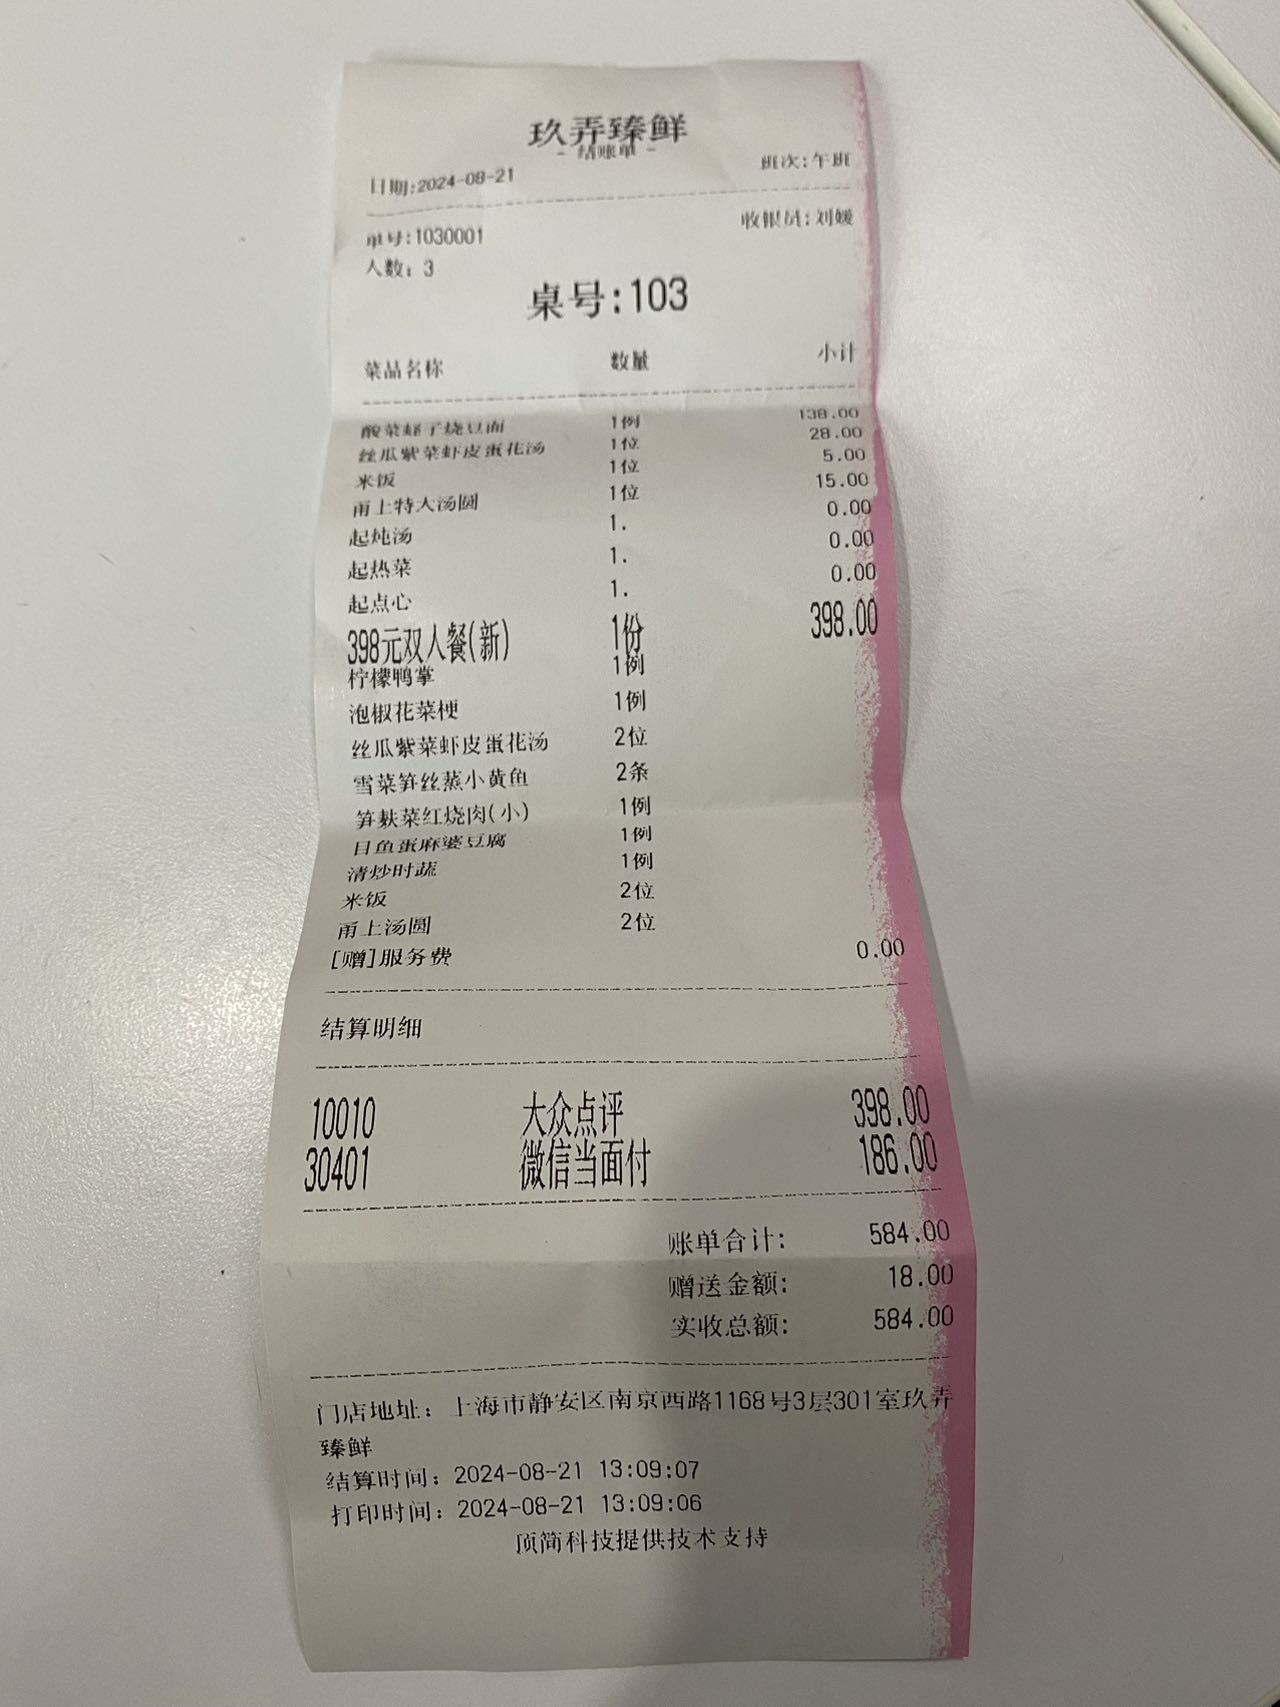 玖弄臻鲜
- 结账单 -
日期:2024-08-21 班次:午班
单号:1030001 收银员:刘媛
人数: 3
桌号:103
菜品名称 数量 小计
酸菜蛏子烧豆面 1例 138.00
丝瓜紫菜虾皮蛋花汤 1位 28.00
米饭 1位 5.00
甬上特大汤圆 1位 15.00
起炖汤 1. 0.00
起热菜 1. 0.00
起点心 1. 0.00
398元双人餐(新) 1份 398.00
柠檬鸭掌 1例
泡椒花菜梗 1例
丝瓜紫菜虾皮蛋花汤 2位
雪菜笋丝蒸小黄鱼 2条
笋麸菜红烧肉(小) 1例
目鱼蛋麻婆豆腐 1例
清炒时蔬 1例
米饭 2位
甬上汤圆 2位
[赠]服务费 0.00
结算明细
10010 大众点评 398.00
30401 微信当面付 186.00
账单合计: 584.00
赠送金额: 18.00
实收总额: 584.00
门店地址: 上海市静安区南京西路1168号3层301室玖弄
臻鲜
结算时间: 2024-08-21 13:09:07
打印时间: 2024-08-21 13:09:06
顶简科技提供技术支持